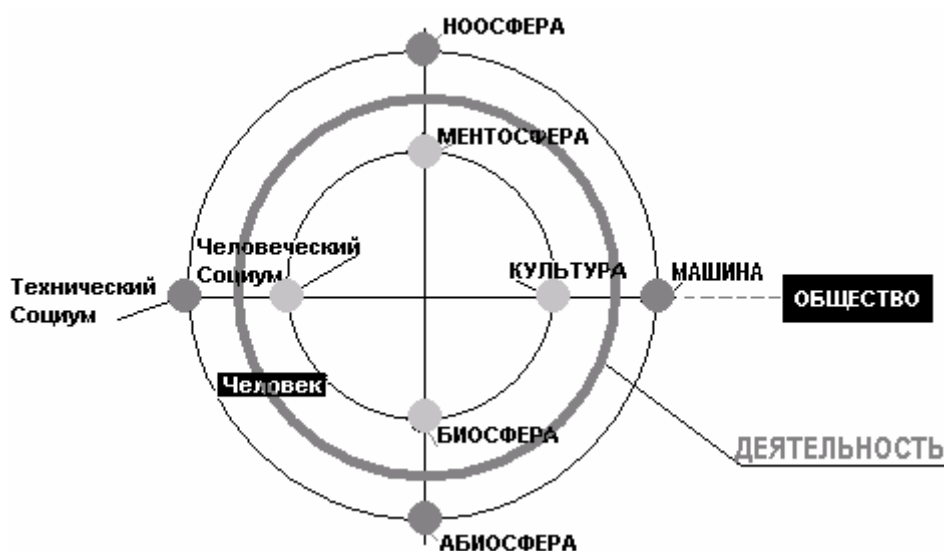 НООСФЕРА
МЕНТОСФЕРА
Человеческий
Социум
КУЛЬТУРА
МАШИНА
Технический
Социум
ОБЩЕСТВО
Человек
БИОСФЕРА
ДЕЯТЕЛЬНОСТЬ
АБИОСФЕРА